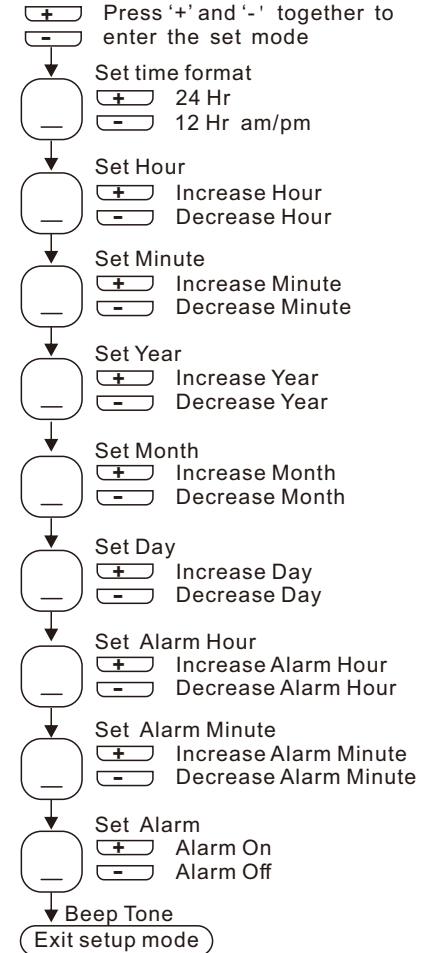 + Press ‘+’ and ‘-’ together to
- enter the set mode
Set time format
+ 24 Hr
- 12 Hr am/pm
Set Hour
+ Increase Hour
- Decrease Hour
Set Minute
+ Increase Minute
- Decrease Minute
Set Year
+ Increase Year
- Decrease Year
Set Month
+ Increase Month
- Decrease Month
Set Day
+ Increase Day
- Decrease Day
Set Alarm Hour
+ Increase Alarm Hour
- Decrease Alarm Hour
Set Alarm Minute
+ Increase Alarm Minute
- Decrease Alarm Minute
Set Alarm
+ Alarm On
- Alarm Off
Beep Tone
Exit setup mode